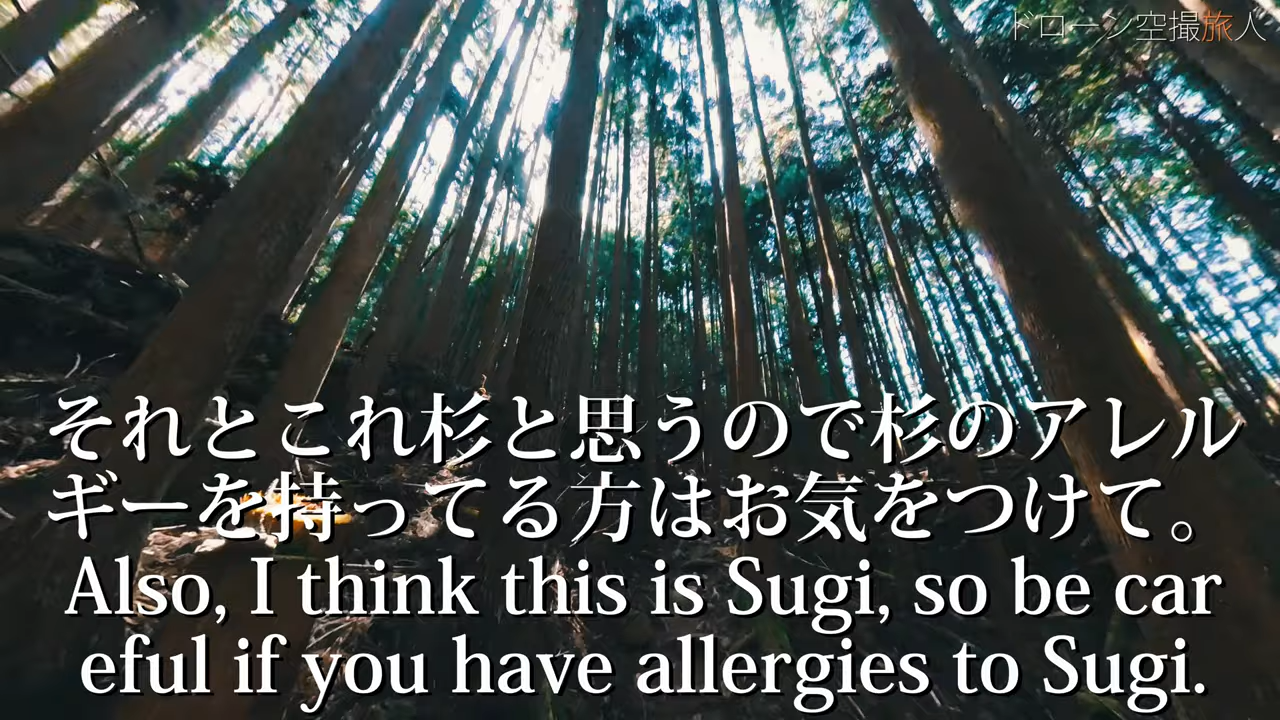 ドローン空撮旅人
それとこれ杉と思うので杉のアレル
ギーを持ってる方はお気をつけて。
Also, I think this is Sugi, so be car
eful if you have allergies to Sugi.